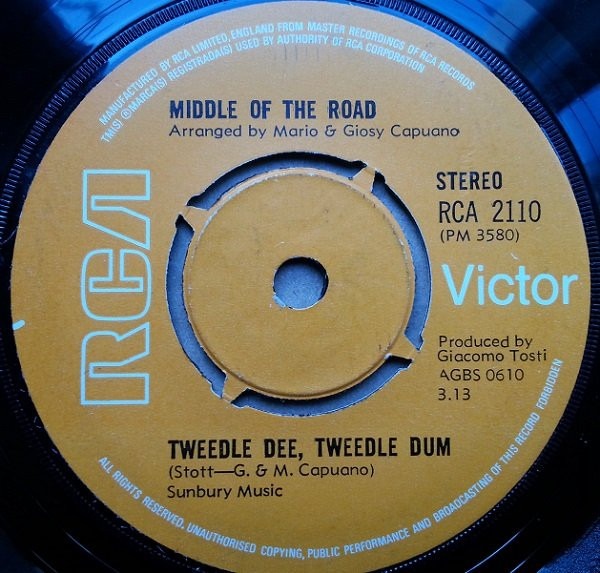 MANUFACTURED BY RCA LIMITED, ENGLAND FROM MASTER RECORDINGS OF RCA RECORDS
TM(S) ® MARCA(S) REGISTRADA(S) USED BY AUTHORITY OF RCA CORPORATION
MIDDLE OF THE ROAD
Arranged by Mario & Giosy Capuano
STEREO
RCA 2110
(PM 3580)
RCA
Victor
Produced by
Giacomo Tosti
AGBS 0610
3.13
TWEEDLE DEE, TWEEDLE DUM
(Stott—G. & M. Capuano)
Sunbury Music
ALL RIGHTS RESERVED. UNAUTHORISED COPYING, PUBLIC PERFORMANCE AND BROADCASTING OF THIS RECORD FORBIDDEN